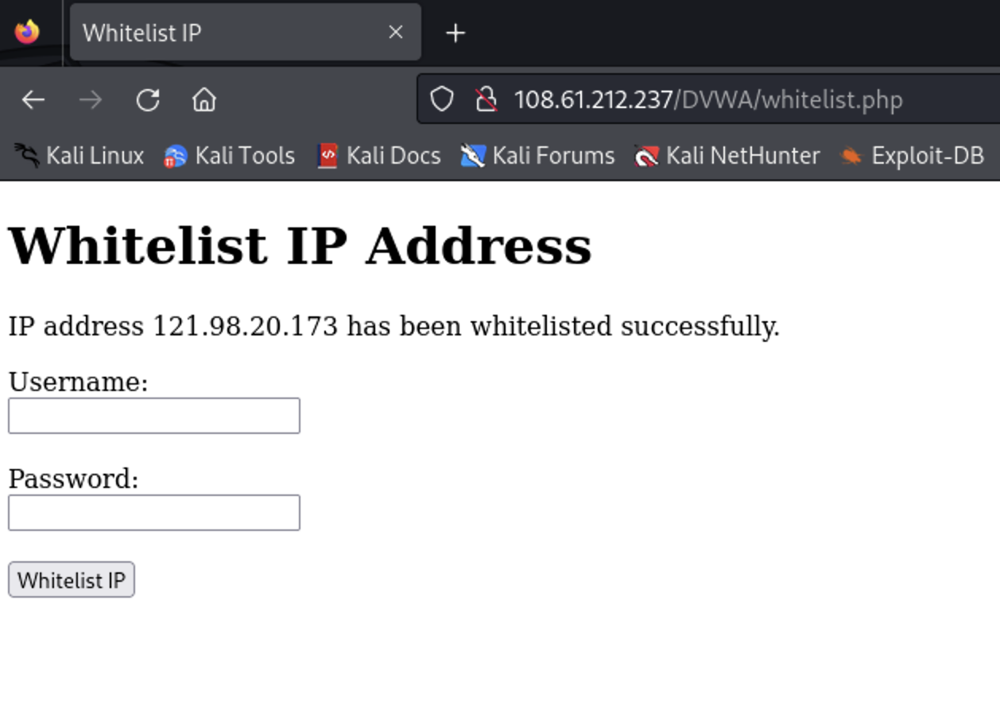 Whitelist IP
108.61.212.237/DVWA/whitelist.php
Kali Linux Kali Tools Kali Docs Kali Forums Kali NetHunter Exploit-DB
Whitelist IP Address
IP address 121.98.20.173 has been whitelisted successfully.
Username:
Password:
Whitelist IP